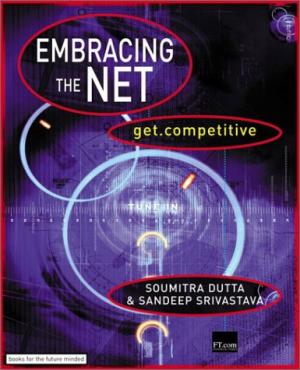 EMBRACING
THE NET
get.competitive
TUNE IN
SOUMITRA DUTTA
& SANDEEP SRIVASTAVA
FT.com
books for the future minded